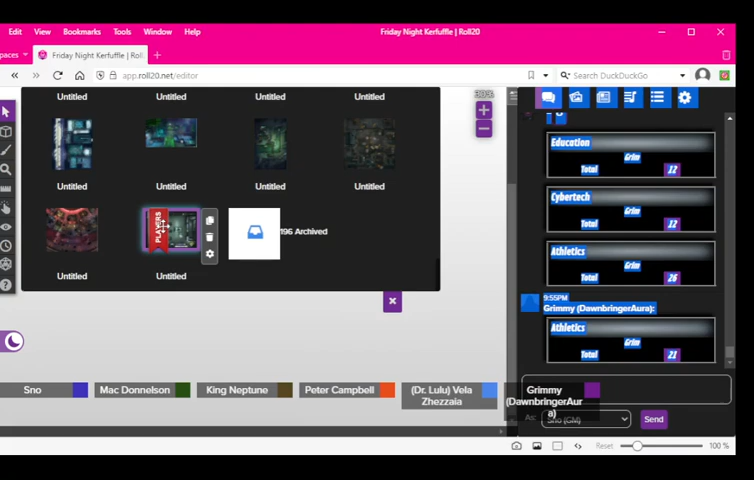 Edit View Bookmarks Tools Window Help Friday Night Kerfuffle | Roll20
paces Friday Night Kerfuffle | Roll
app.roll20.net/editor Search DuckDuckGo
Untitled Untitled Untitled Untitled
Untitled Untitled Untitled Untitled
PLAYERS
196 Archived
Untitled Untitled
Education
Grim
Total 12
Cybertech
Grim
Total 12
Athletics
Grim
Total 26
9:55PM
Grimmy (DawnbringerAura):
Athletics
Grim
Total 21
Sno Mac Donnelson King Neptune Peter Campbell (Dr. Lulu) Vela Zhezzaia Grimmy (DawnbringerAura)
As: Sno (GM) Send
Reset 100 %